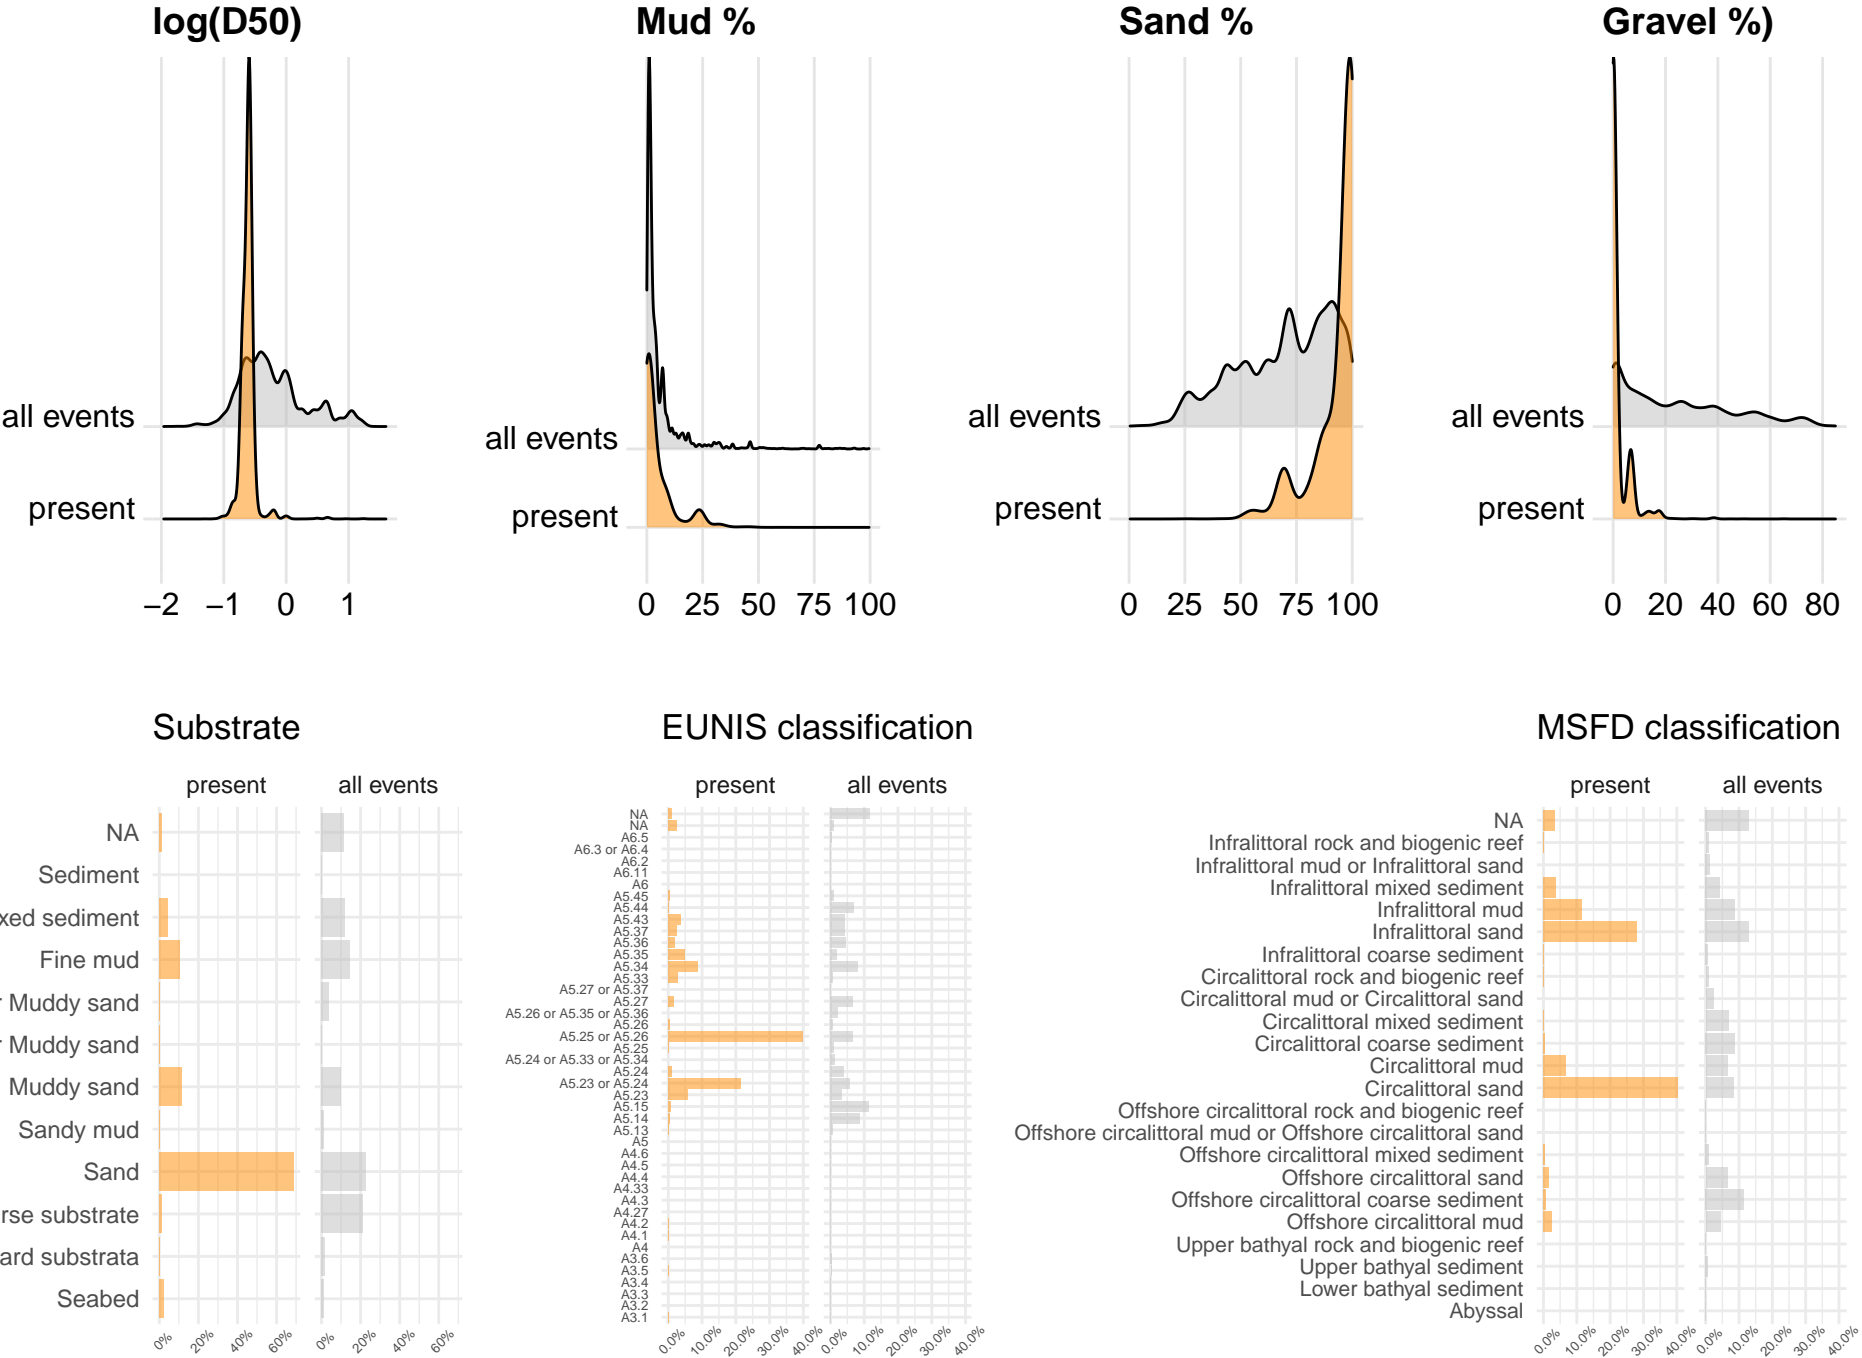 log(D50)
Mud %
Sand %
Gravel %)
all events
present
−2 −1 0 1
all events
present
0 25 50 75 100
all events
present
0 25 50 75 100
all events
present
0 20 40 60 80
Substrate
present all events
NA
Sediment
xed sediment
Fine mud
r Muddy sand
r Muddy sand
Muddy sand
Sandy mud
Sand
rse substrate
ard substrata
Seabed
0% 20% 40% 60% 0% 20% 40% 60%
EUNIS classification
present all events
NA
NA
A6.5
A6.3 or A6.4
A6.2
A6.11
A6
A5.45
A5.44
A5.43
A5.37
A5.36
A5.35
A5.34
A5.33
A5.27 or A5.37
A5.27
A5.26 or A5.35 or A5.36
A5.26
A5.25 or A5.26
A5.25
A5.24 or A5.33 or A5.34
A5.24
A5.23 or A5.24
A5.23
A5.15
A5.14
A5.13
A5
A4.6
A4.5
A4.4
A4.33
A4.3
A4.27
A4.2
A4.1
A4
A3.6
A3.5
A3.4
A3.3
A3.2
A3.1
0.0% 10.0% 20.0% 30.0% 40.0% 0.0% 10.0% 20.0% 30.0% 40.0%
MSFD classification
present all events
NA
Infralittoral rock and biogenic reef
Infralittoral mud or Infralittoral sand
Infralittoral mixed sediment
Infralittoral mud
Infralittoral sand
Infralittoral coarse sediment
Circalittoral rock and biogenic reef
Circalittoral mud or Circalittoral sand
Circalittoral mixed sediment
Circalittoral coarse sediment
Circalittoral mud
Circalittoral sand
Offshore circalittoral rock and biogenic reef
Offshore circalittoral mud or Offshore circalittoral sand
Offshore circalittoral mixed sediment
Offshore circalittoral sand
Offshore circalittoral coarse sediment
Offshore circalittoral mud
Upper bathyal rock and biogenic reef
Upper bathyal sediment
Lower bathyal sediment
Abyssal
0.0% 10.0% 20.0% 30.0% 40.0% 0.0% 10.0% 20.0% 30.0% 40.0%